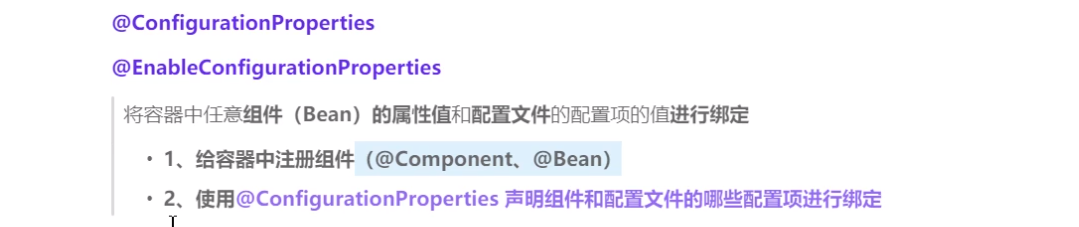 @ConfigurationProperties
@EnableConfigurationProperties
将容器中任意组件（Bean）的属性值和配置文件的配置项的值进行绑定
• 1、给容器中注册组件（@Component、@Bean）
• 2、使用@ConfigurationProperties 声明组件和配置文件的哪些配置项进行绑定